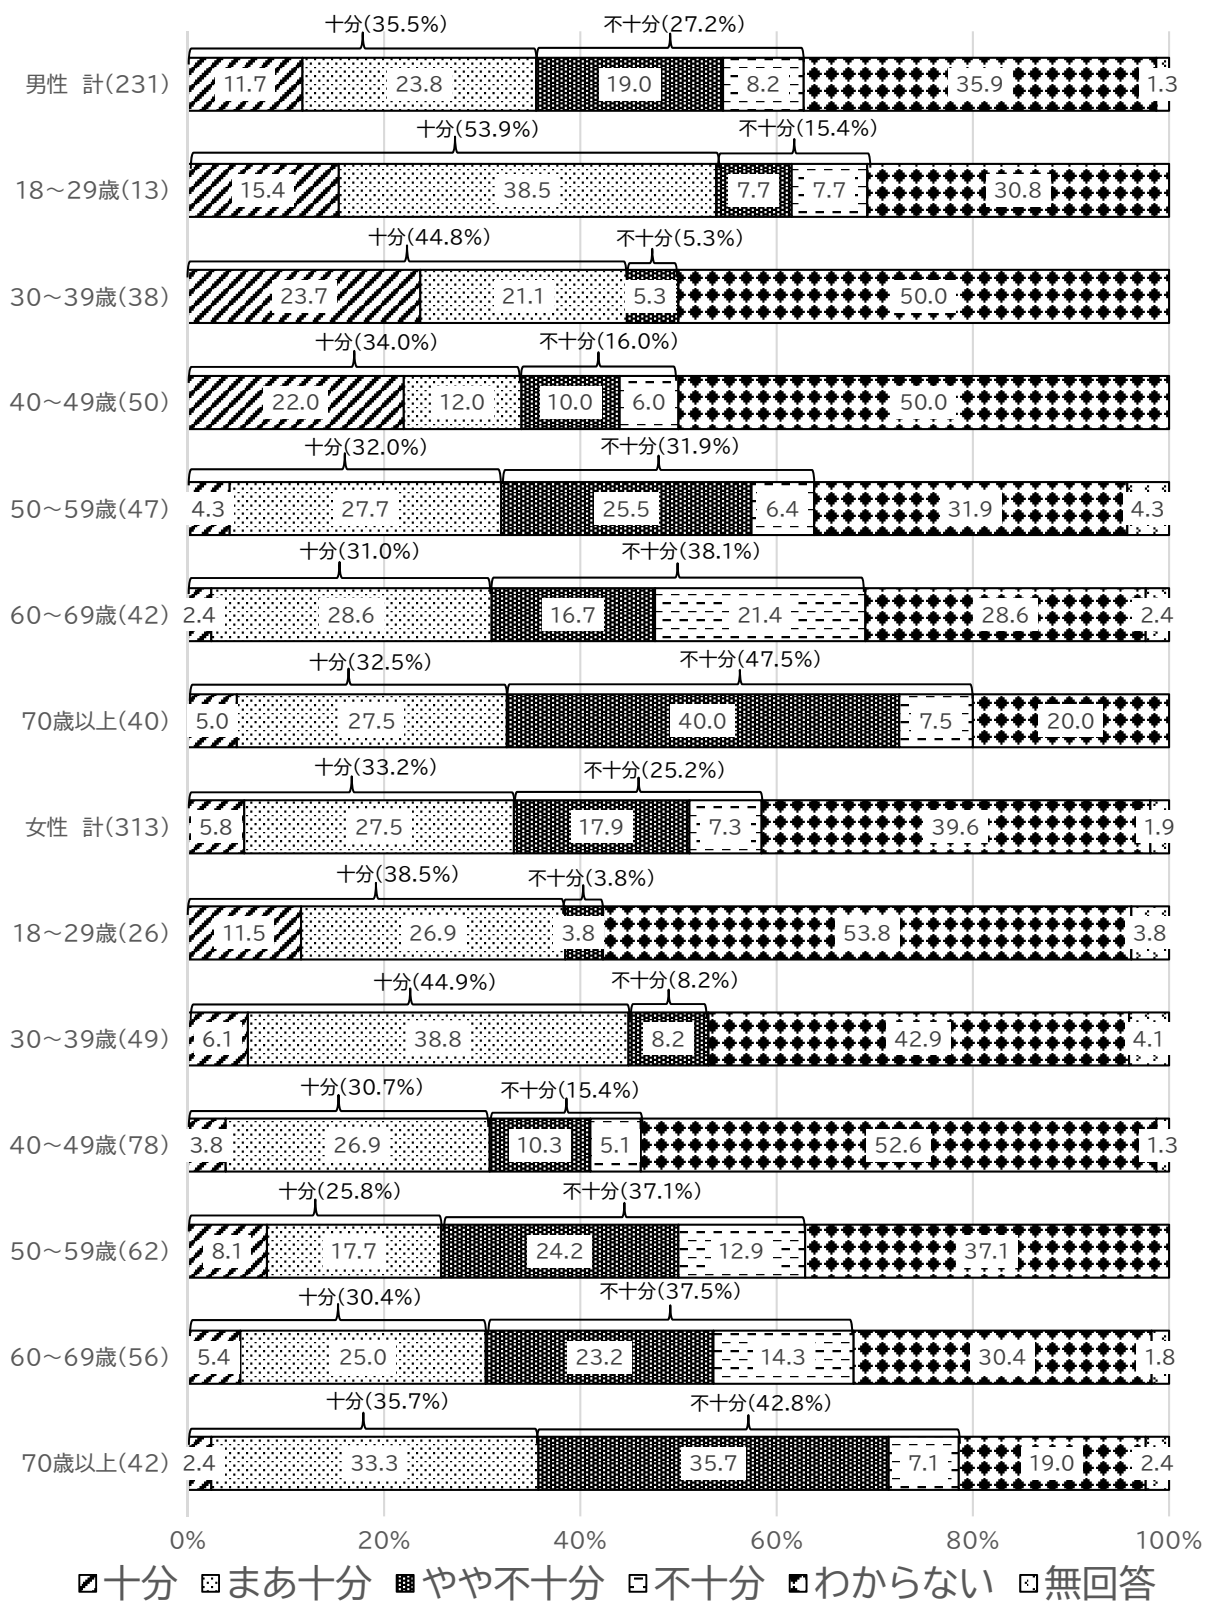 十分(35.5%) 不十分(27.2%)
男性 計(231) 11.7 23.8 19.0 8.2 35.9 1.3
十分(53.9%) 不十分(15.4%)
18～29歳(13) 15.4 38.5 7.7 7.7 30.8
十分(44.8%) 不十分(5.3%)
30～39歳(38) 23.7 21.1 5.3 50.0
十分(34.0%) 不十分(16.0%)
40～49歳(50) 22.0 12.0 10.0 6.0 50.0
十分(32.0%) 不十分(31.9%)
50～59歳(47) 4.3 27.7 25.5 6.4 31.9 4.3
十分(31.0%) 不十分(38.1%)
60～69歳(42) 2.4 28.6 16.7 21.4 28.6 2.4
十分(32.5%) 不十分(47.5%)
70歳以上(40) 5.0 27.5 40.0 7.5 20.0
十分(33.2%) 不十分(25.2%)
女性 計(313) 5.8 27.5 17.9 7.3 39.6 1.9
十分(38.5%) 不十分(3.8%)
18～29歳(26) 11.5 26.9 3.8 53.8 3.8
十分(44.9%) 不十分(8.2%)
30～39歳(49) 6.1 38.8 8.2 42.9 4.1
十分(30.7%) 不十分(15.4%)
40～49歳(78) 3.8 26.9 10.3 5.1 52.6 1.3
十分(25.8%) 不十分(37.1%)
50～59歳(62) 8.1 17.7 24.2 12.9 37.1
十分(30.4%) 不十分(37.5%)
60～69歳(56) 5.4 25.0 23.2 14.3 30.4 1.8
十分(35.7%) 不十分(42.8%)
70歳以上(42) 2.4 33.3 35.7 7.1 19.0 2.4
0% 20% 40% 60% 80% 100%
十分 まあ十分 やや不十分 不十分 わからない 無回答